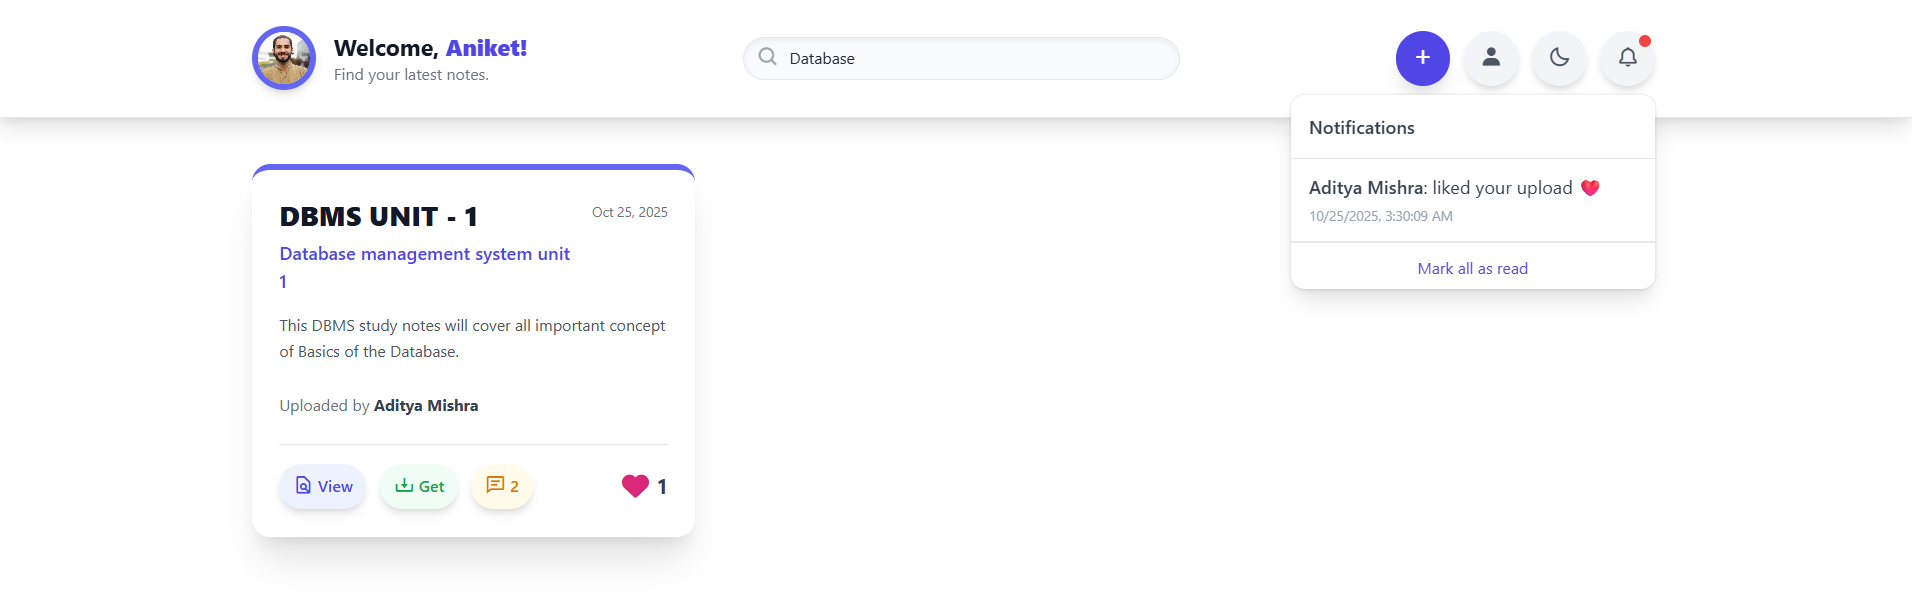 Welcome, Aniket!
Find your latest notes.
Database
Notifications
Aditya Mishra: liked your upload
10/25/2025, 3:30:09 AM
Mark all as read
DBMS UNIT - 1
Oct 25, 2025
Database management system unit
1
This DBMS study notes will cover all important concept
of Basics of the Database.
Uploaded by Aditya Mishra
View
Get
2
1